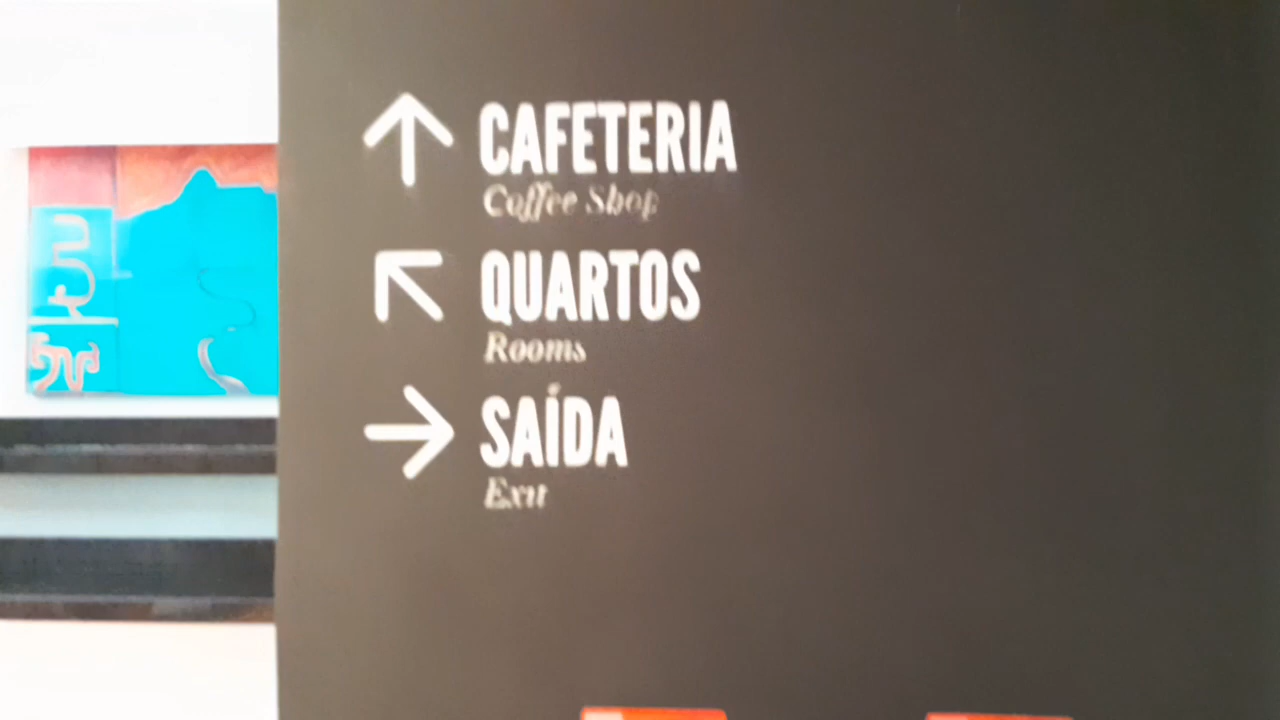 CAFETERIA
Coffee Shop
QUARTOS
Rooms
SAÍDA
Exit